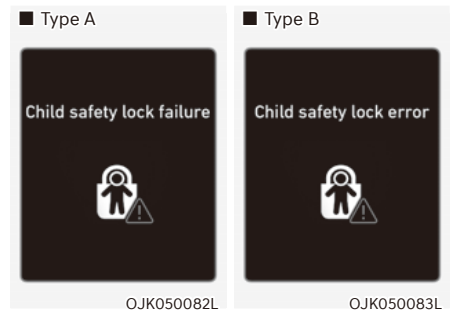 ■ Type A
Child safety lock failure
OJK050082L
■ Type B
Child safety lock error
OJK050083L